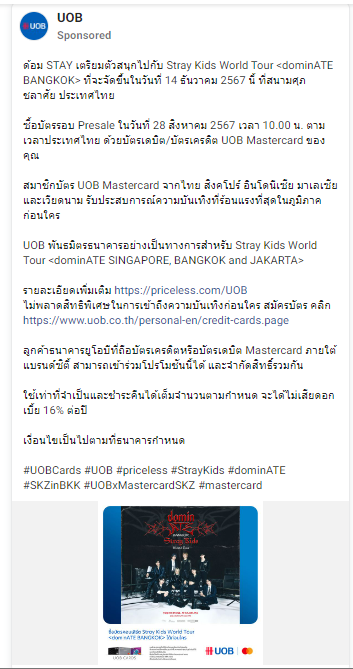 UOB
Sponsored
ด้อม STAY เตรียมตัวสนุกไปกับ Stray Kids World Tour <dominATE
BANGKOK> ที่จะจัดขึ้นในวันที่ 14 ธันวาคม 2567 นี้ ที่สนามศุภ
ชลาศัย ประเทศไทย
ซื้อบัตรรอบ Presale ในวันที่ 28 สิงหาคม 2567 เวลา 10.00 น. ตาม
เวลาประเทศไทย ด้วยบัตรเดบิต/บัตรเครดิต UOB Mastercard ของ
คุณ
สมาชิกบัตร UOB Mastercard จากไทย สิงคโปร์ อินโดนิเซีย มาเลเซีย
และเวียดนาม รับประสบการณ์ความบันเทิงที่ร้อนแรงที่สุดในภูมิภาค
ก่อนใคร
UOB พันธมิตรธนาคารอย่างเป็นทางการสำหรับ Stray Kids World
Tour <dominATE SINGAPORE, BANGKOK and JAKARTA>
รายละเอียดเพิ่มเติม https://priceless.com/UOB
ไม่พลาดสิทธิพิเศษในการเข้าถึงความบันเทิงก่อนใคร สมัครบัตร คลิก
https://www.uob.co.th/personal-en/credit-cards.page
ลูกค้าธนาคารยูโอบีที่ถือบัตรเครดิตหรือบัตรเดบิต Mastercard ภายใต้
แบรนด์ซิตี้ สามารถเข้าร่วมโปรโมชันนี้ได้ และจำกัดสิทธิ์รวมกัน
ใช้เท่าที่จำเป็นและชำระคืนได้เต็มจำนวนตามกำหนด จะได้ไม่เสียดอก
เบี้ย 16% ต่อปี
เงื่อนไขเป็นไปตามที่ธนาคารกำหนด
#UOBCards #UOB #priceless #StrayKids #dominATE
#SKZinBKK #UOBxMastercardSKZ #mastercard
domin
ATE
BANGKOK
Stray Kids
World Tour
ซื้อบัตรคอนเสิร์ต Stray Kids World Tour
<dominATE BANGKOK> ได้ก่อนใคร
UOB CARDS
UOB